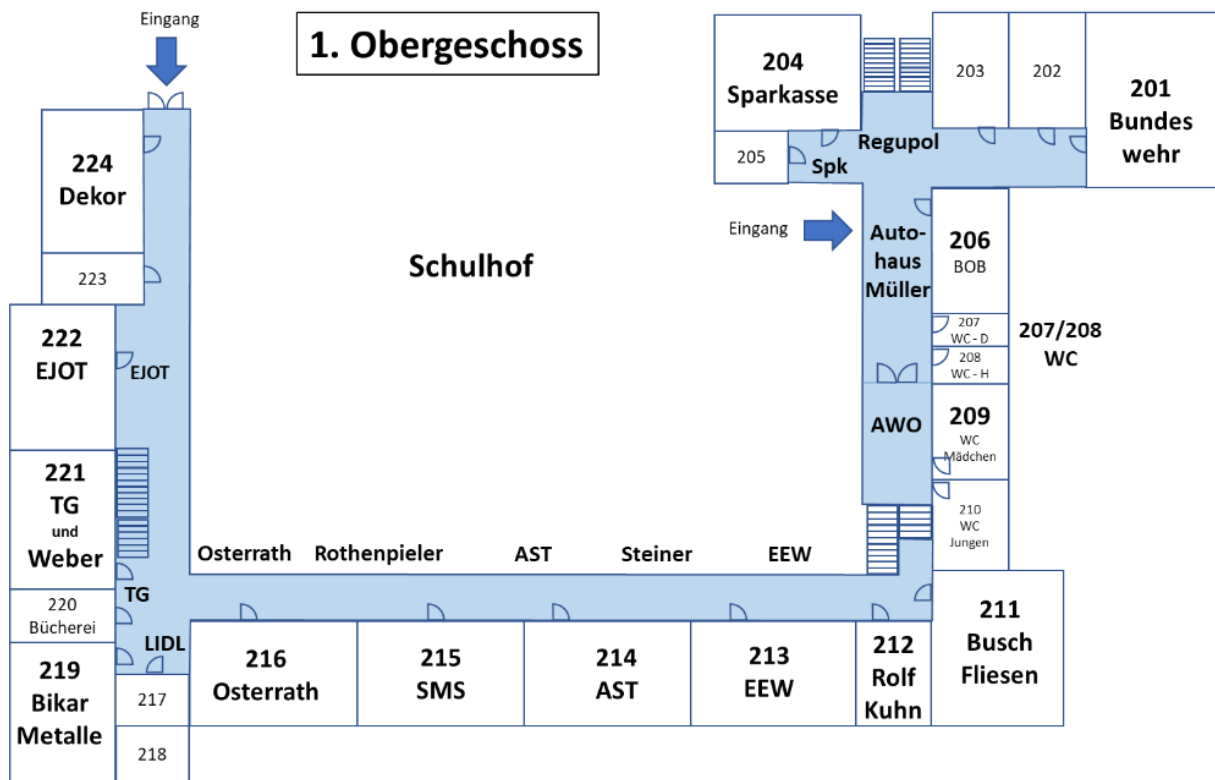 Eingang
1. Obergeschoss
204
Sparkasse
203
202
201
Bundes
wehr
205
Spk
Regupol
224
Dekor
223
Eingang
Schulhof
Auto-
haus
Müller
206
BOB
207
WC - D
208
WC - H
207/208
WC
222
EJOT
EJOT
AWO
209
WC
Mädchen
210
WC
Jungen
221
TG
und
Weber
Osterrath
Rothenpieler
AST
Steiner
EEW
TG
220
Bücherei
LIDL
219
Bikar
Metalle
217
218
216
Osterrath
215
SMS
214
AST
213
EEW
212
Rolf
Kuhn
211
Busch
Fliesen